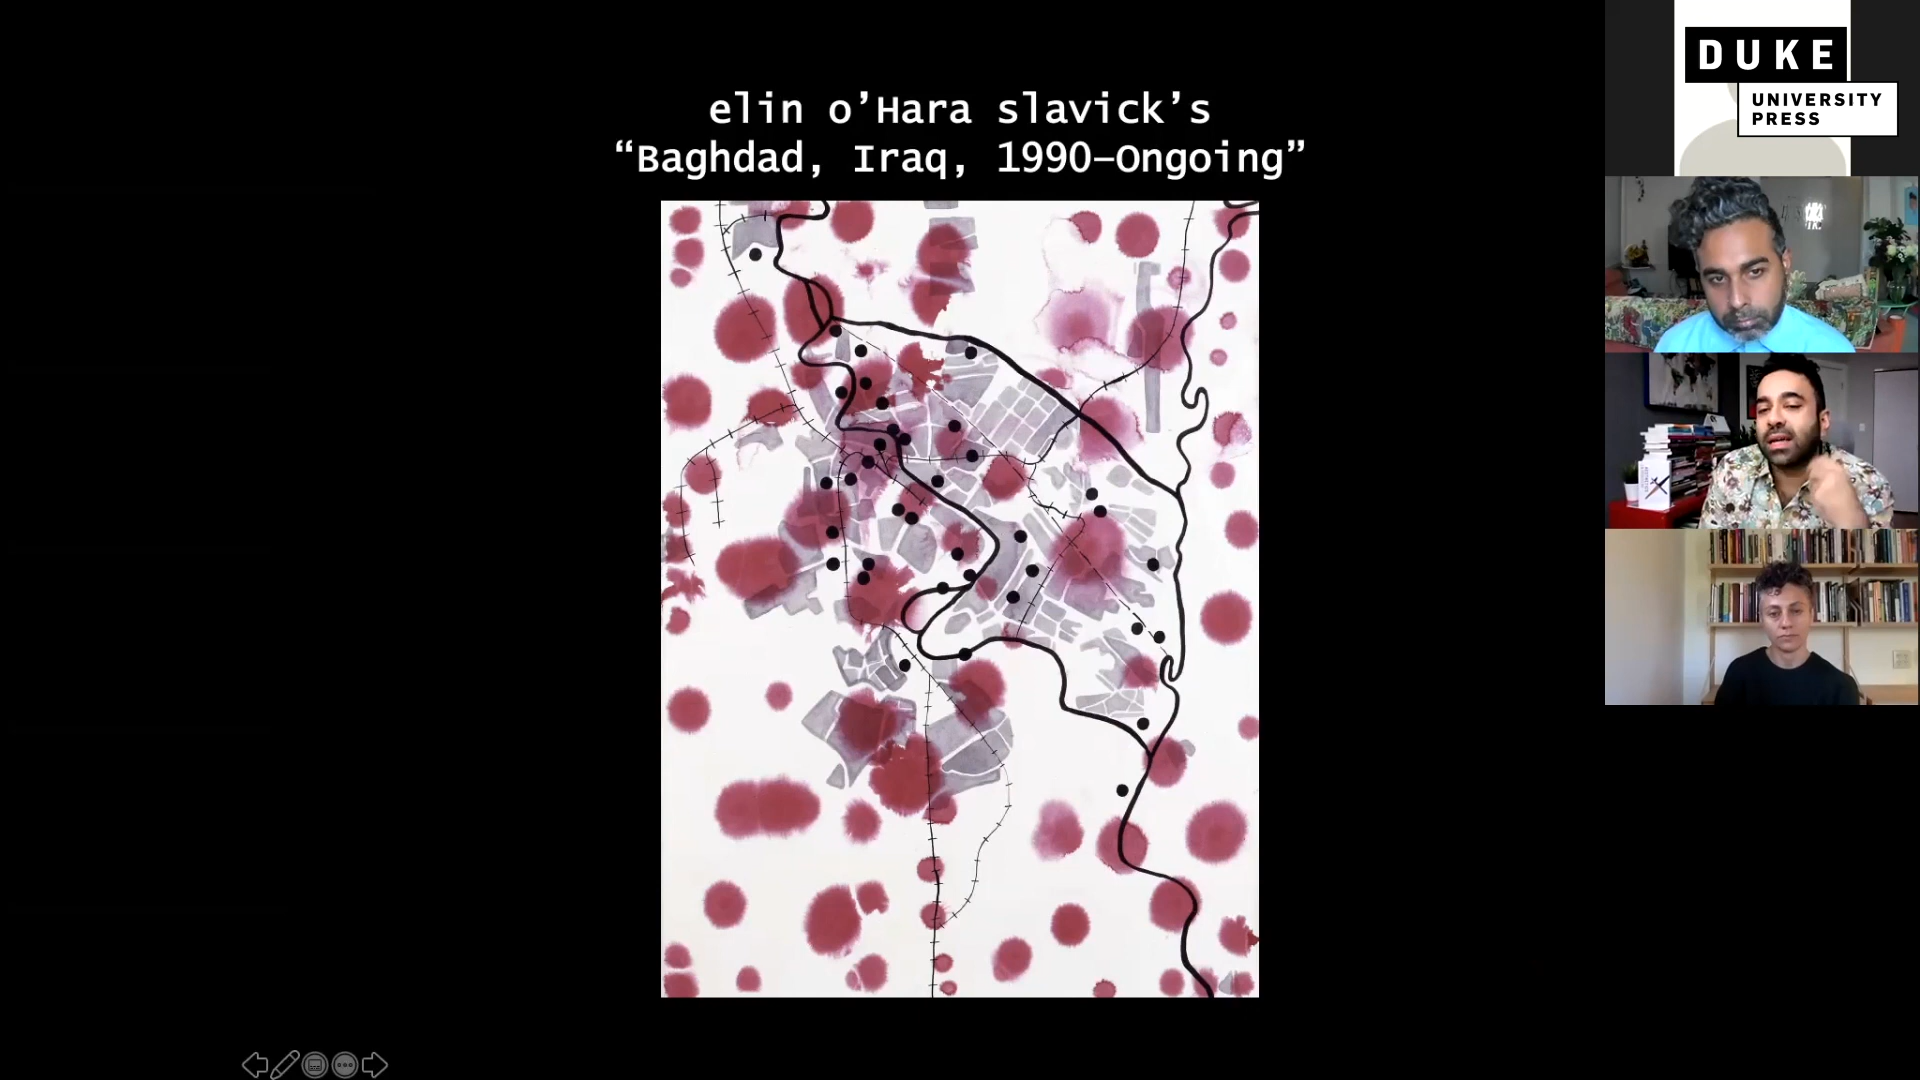 elin o’Hara slavick’s
“Baghdad, Iraq, 1990–Ongoing”
DUKE
UNIVERSITY
PRESS